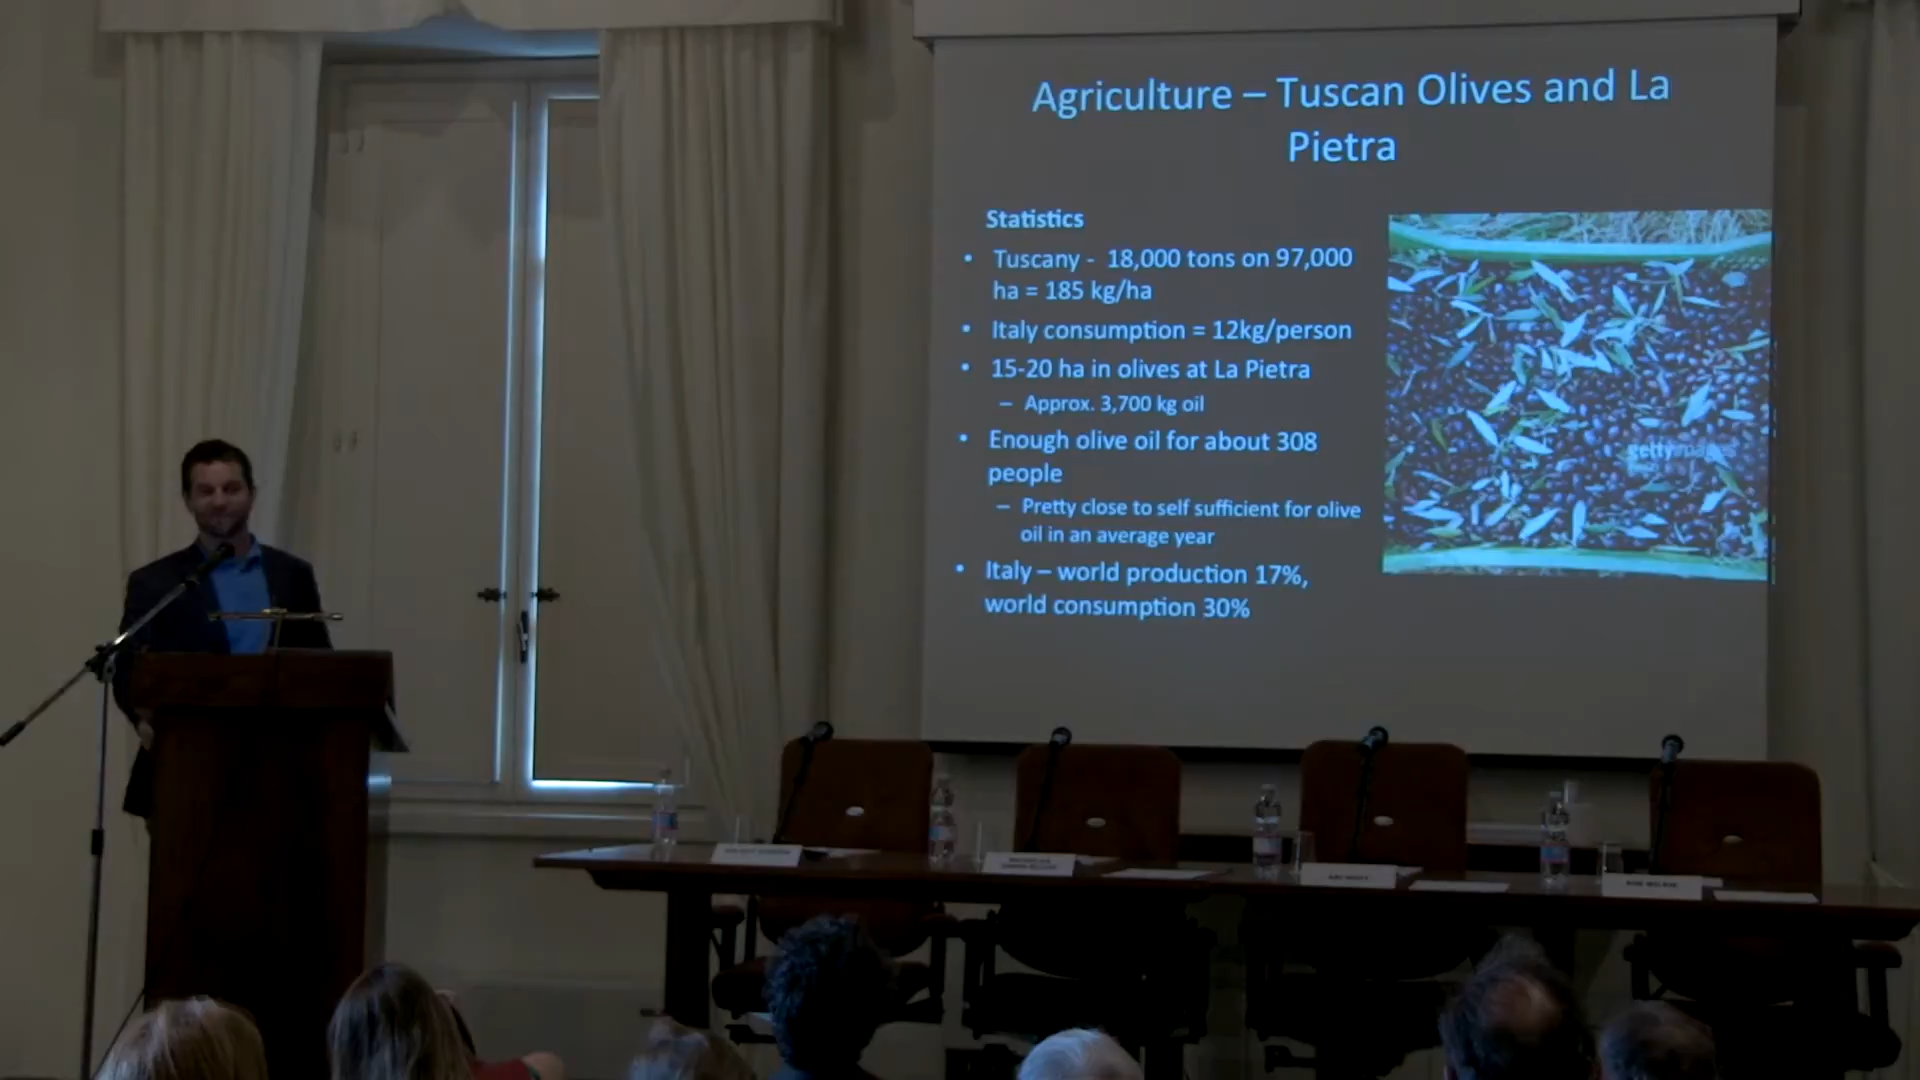 Agriculture – Tuscan Olives and La
Pietra
Statistics
• Tuscany - 18,000 tons on 97,000
ha = 185 kg/ha
• Italy consumption = 12kg/person
• 15-20 ha in olives at La Pietra
– Approx. 3,700 kg oil
• Enough olive oil for about 308
people
– Pretty close to self sufficient for olive
oil in an average year
• Italy – world production 17%,
world consumption 30%
gettyimages